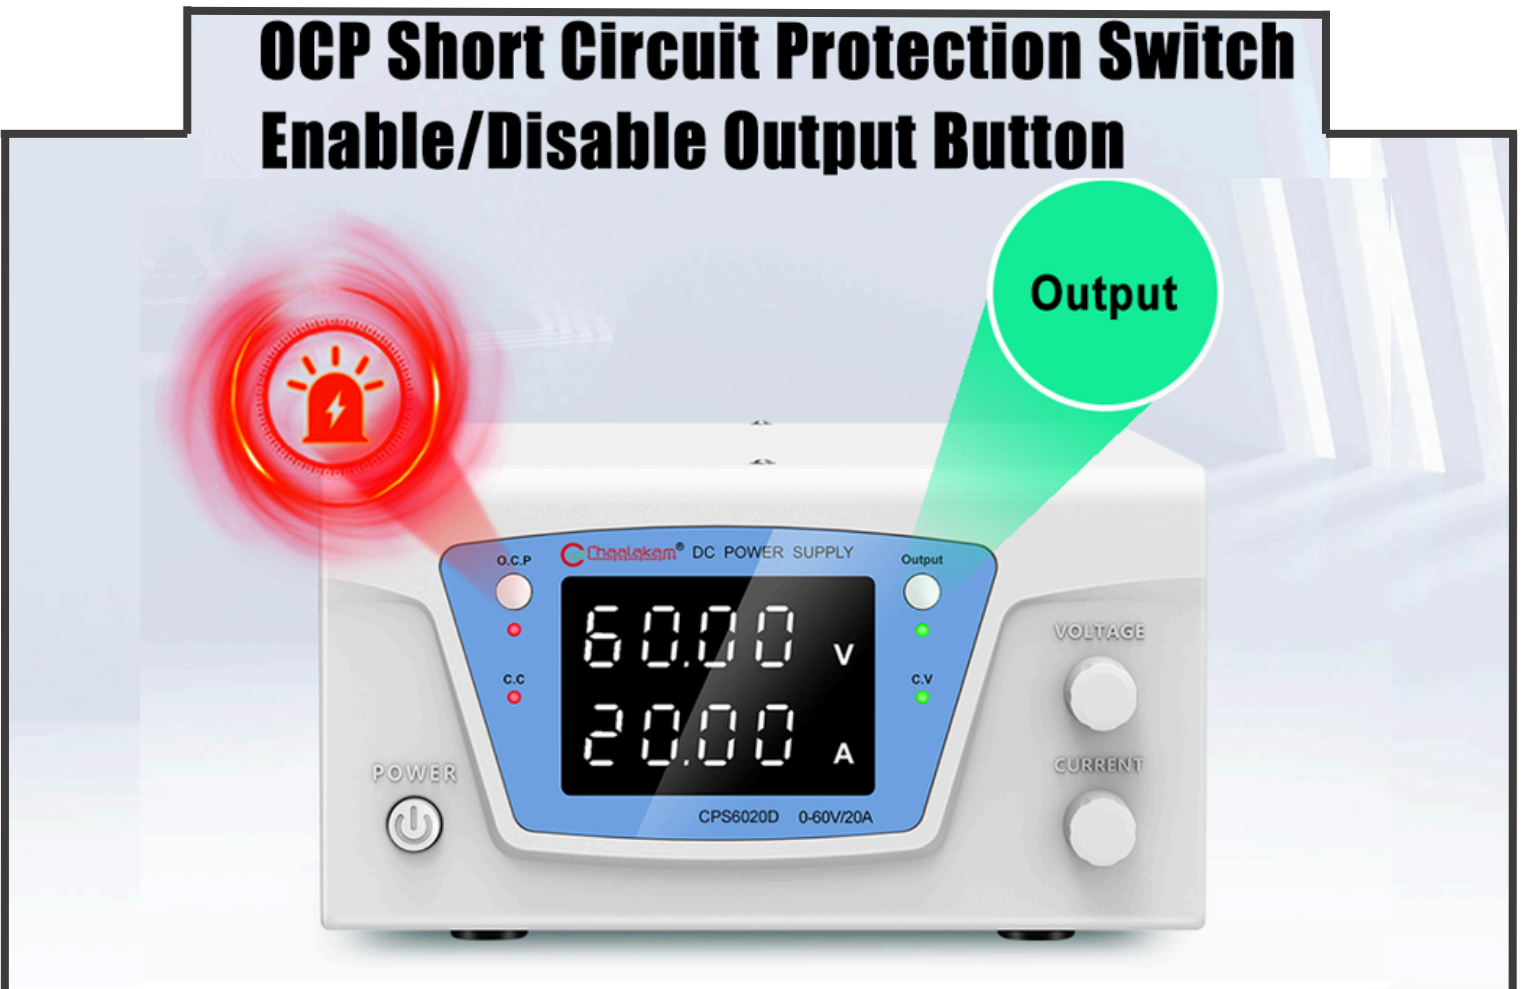 OCP Short Circuit Protection Switch
Enable/Disable Output Button
Output
O.C.P
Chaalakam® DC POWER SUPPLY
Output
60.00 V
C.C
C.V
20.00 A
VOLTAGE
CURRENT
POWER
CPS6020D 0-60V/20A